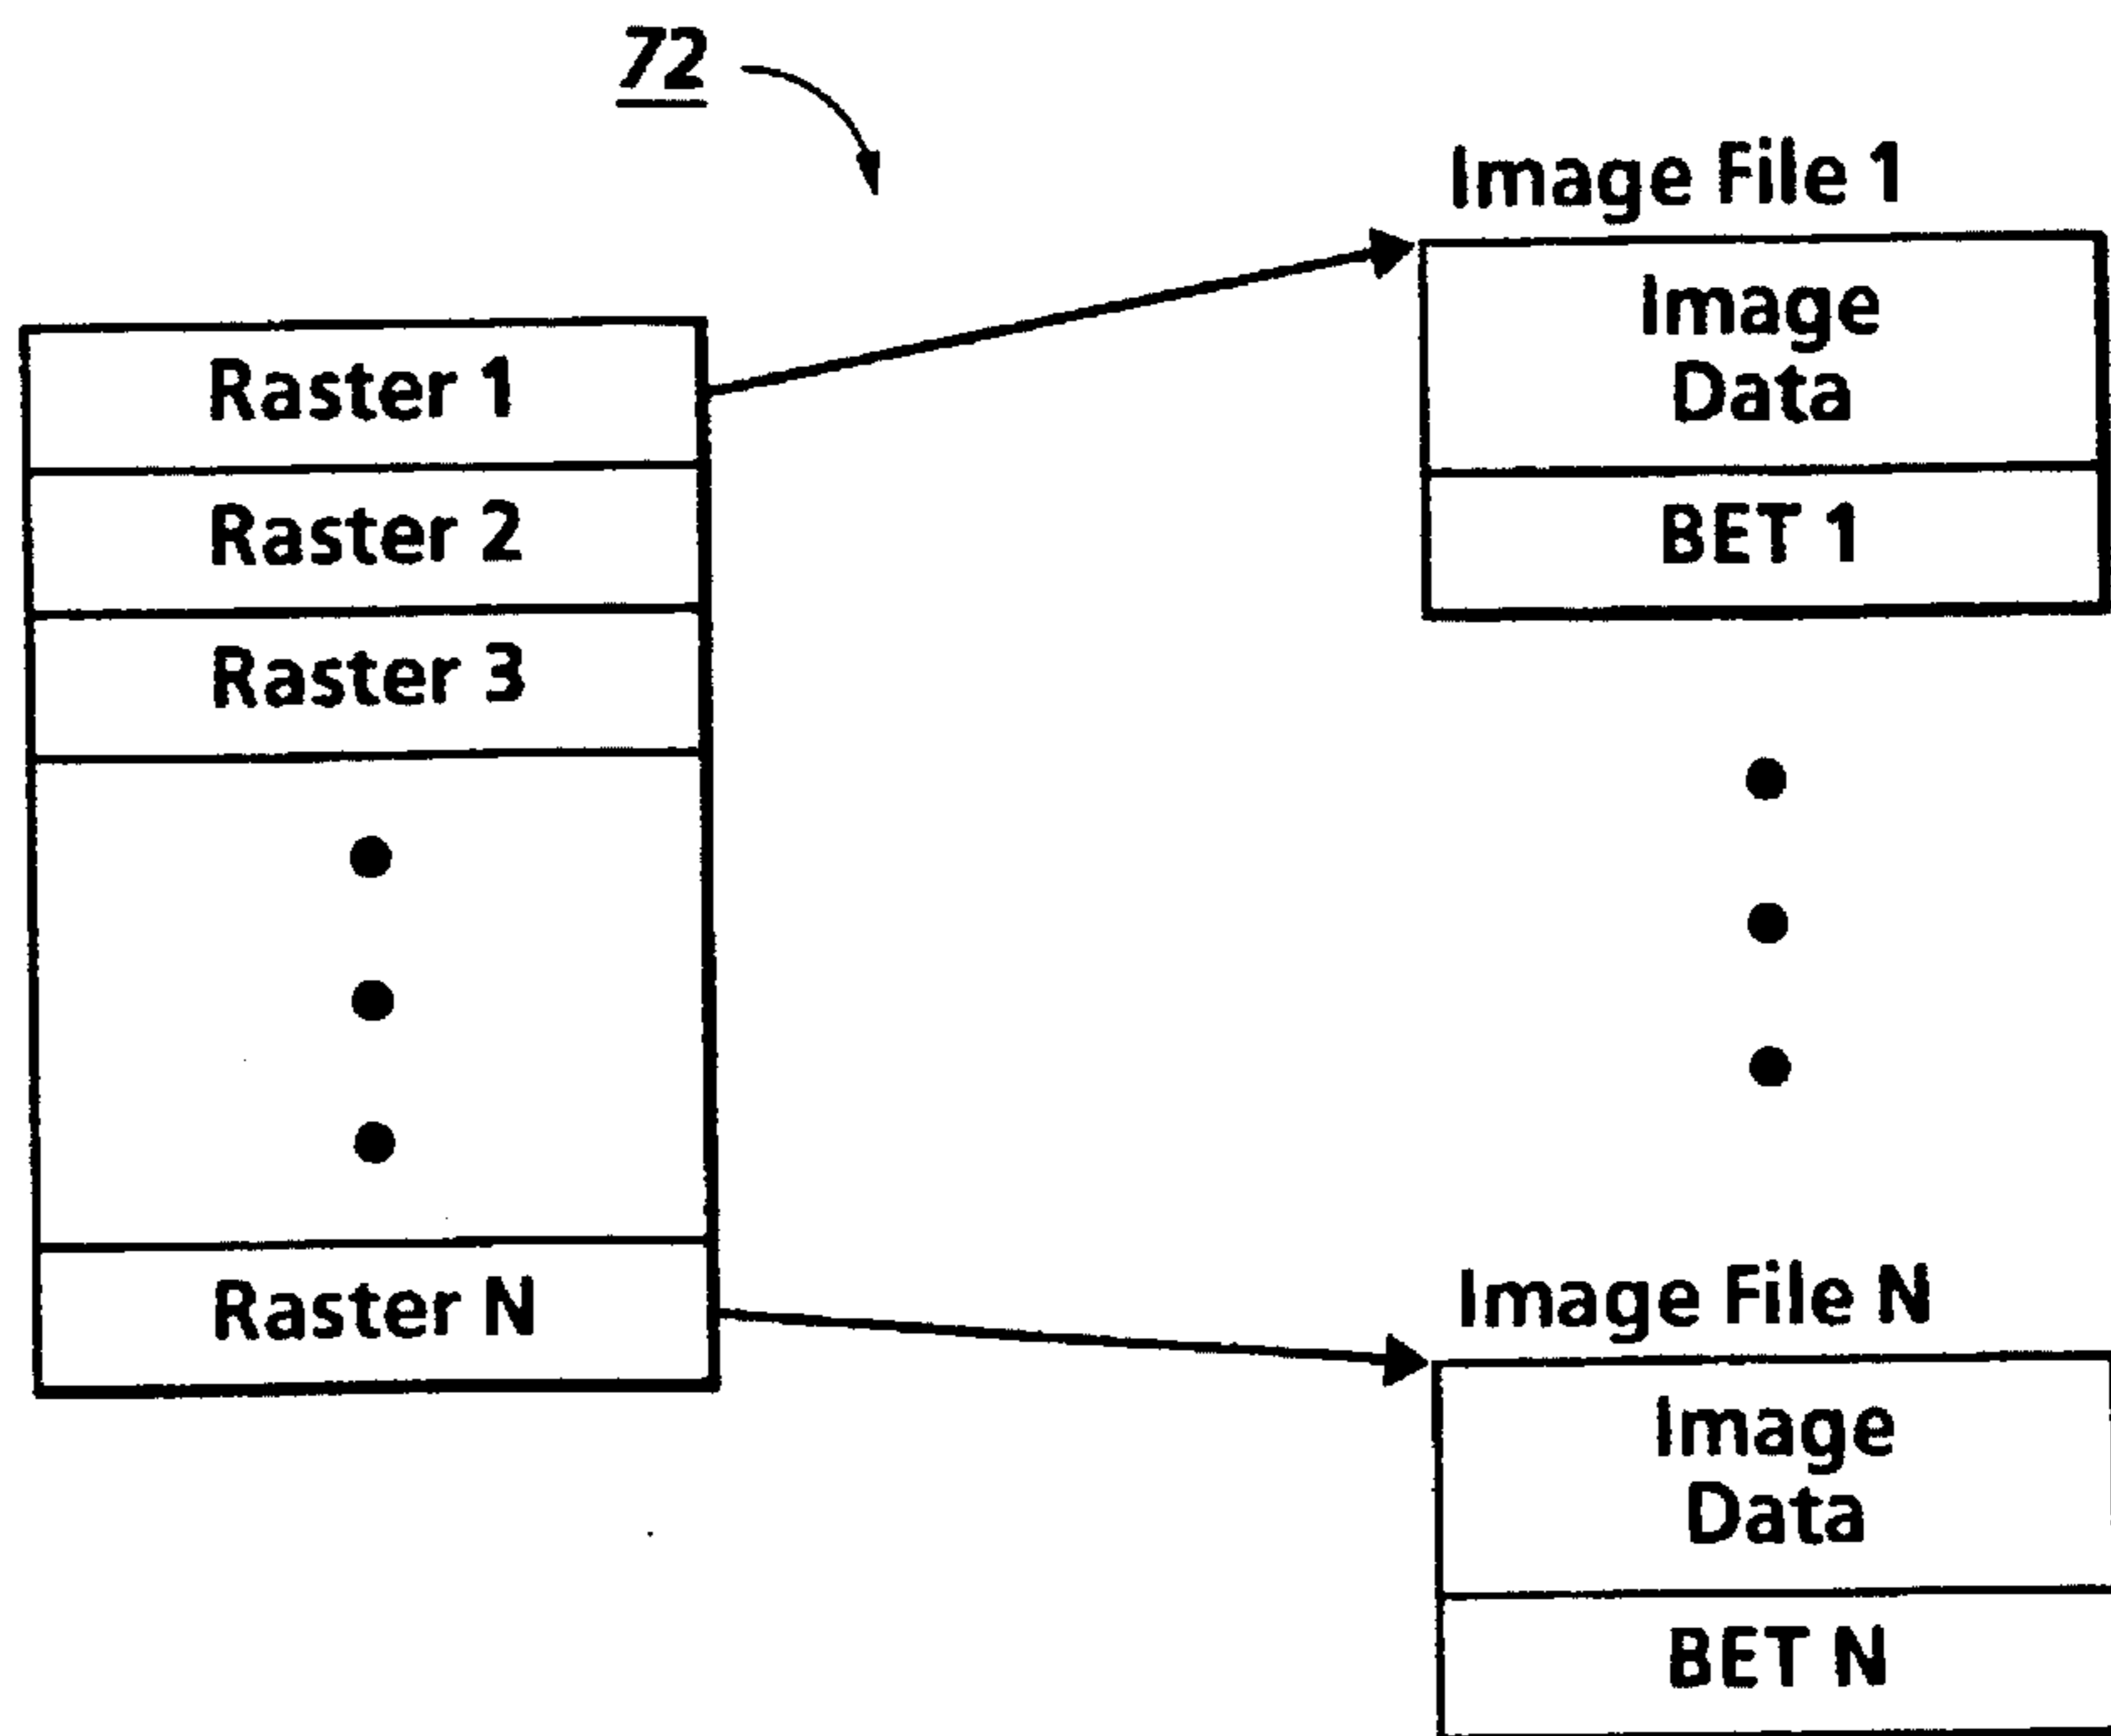 72
Raster 1
Raster 2
Raster 3
Raster N
Image File 1
Image
Data
BET 1
Image File N
Image
Data
BET N